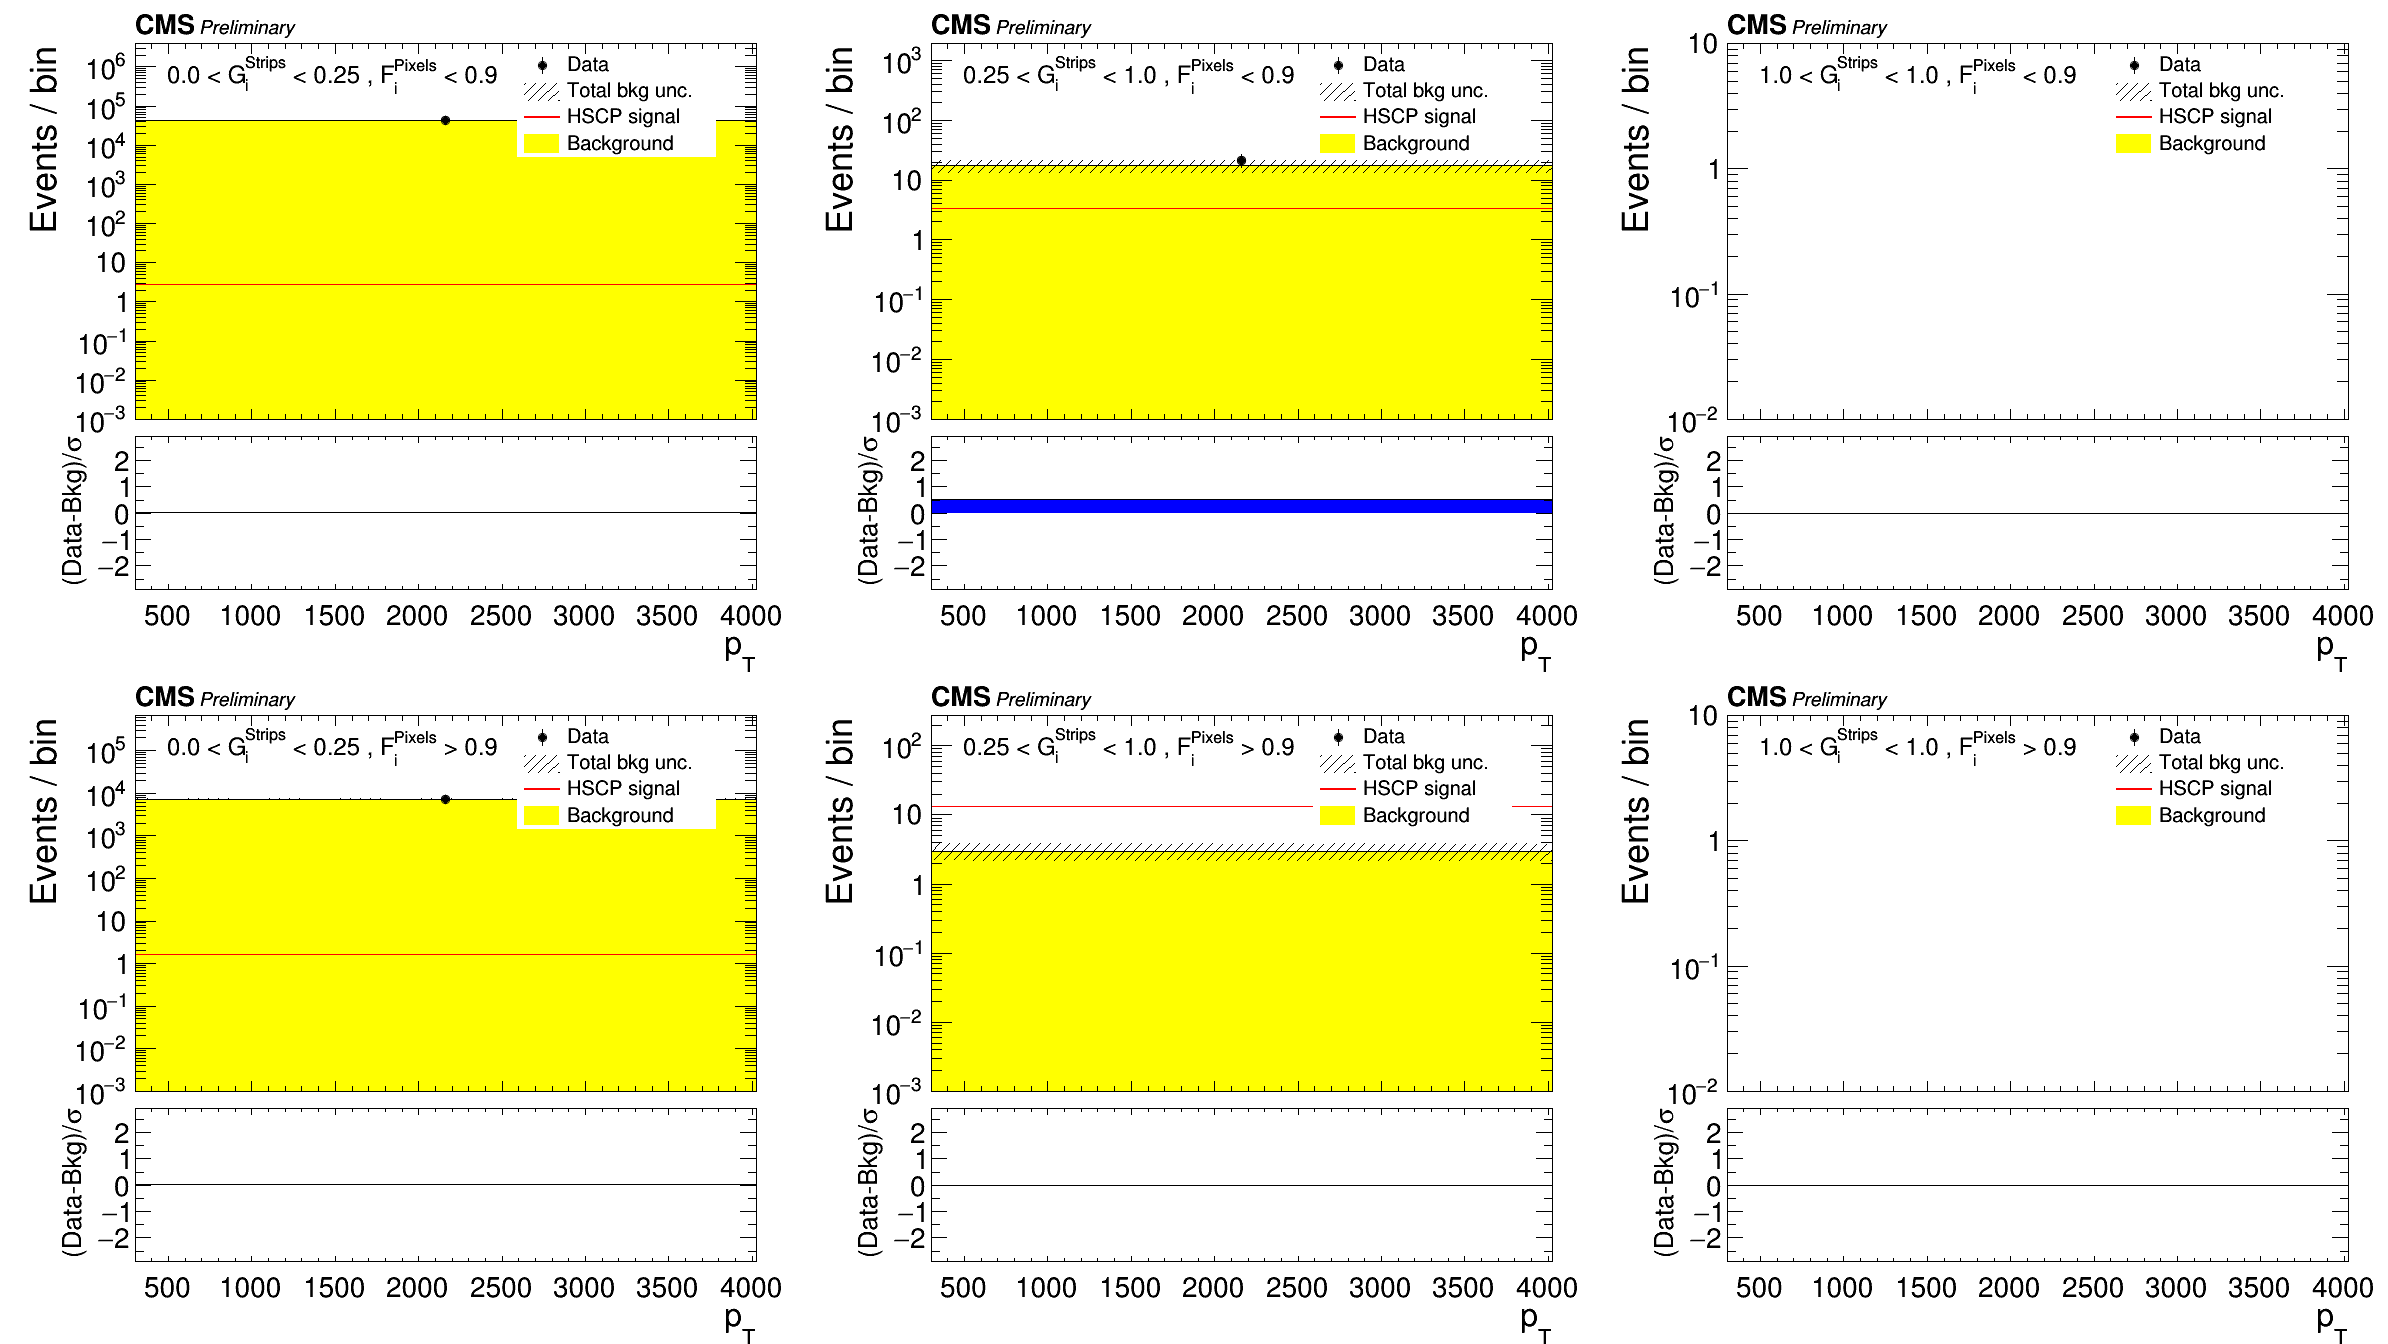 CMS Preliminary
Events / bin
0.0 < G_i^Strips < 0.25 , F_i^Pixels < 0.9
Data
Total bkg unc.
HSCP signal
Background
10^6
10^5
10^4
10^3
10^2
10
1
10^−1
10^−2
10^−3
(Data-Bkg)/σ
2
1
0
−1
−2
500 1000 1500 2000 2500 3000 3500 4000
p_T
CMS Preliminary
Events / bin
0.25 < G_i^Strips < 1.0 , F_i^Pixels < 0.9
Data
Total bkg unc.
HSCP signal
Background
10^3
10^2
10
1
10^−1
10^−2
10^−3
(Data-Bkg)/σ
2
1
0
−1
−2
500 1000 1500 2000 2500 3000 3500 4000
p_T
CMS Preliminary
Events / bin
1.0 < G_i^Strips < 1.0 , F_i^Pixels < 0.9
Data
Total bkg unc.
HSCP signal
Background
10
1
10^−1
10^−2
(Data-Bkg)/σ
2
1
0
−1
−2
500 1000 1500 2000 2500 3000 3500 4000
p_T
CMS Preliminary
Events / bin
0.0 < G_i^Strips < 0.25 , F_i^Pixels > 0.9
Data
Total bkg unc.
HSCP signal
Background
10^5
10^4
10^3
10^2
10
1
10^−1
10^−2
10^−3
(Data-Bkg)/σ
2
1
0
−1
−2
500 1000 1500 2000 2500 3000 3500 4000
p_T
CMS Preliminary
Events / bin
0.25 < G_i^Strips < 1.0 , F_i^Pixels > 0.9
Data
Total bkg unc.
HSCP signal
Background
10^2
10
1
10^−1
10^−2
10^−3
(Data-Bkg)/σ
2
1
0
−1
−2
500 1000 1500 2000 2500 3000 3500 4000
p_T
CMS Preliminary
Events / bin
1.0 < G_i^Strips < 1.0 , F_i^Pixels > 0.9
Data
Total bkg unc.
HSCP signal
Background
10
1
10^−1
10^−2
(Data-Bkg)/σ
2
1
0
−1
−2
500 1000 1500 2000 2500 3000 3500 4000
p_T